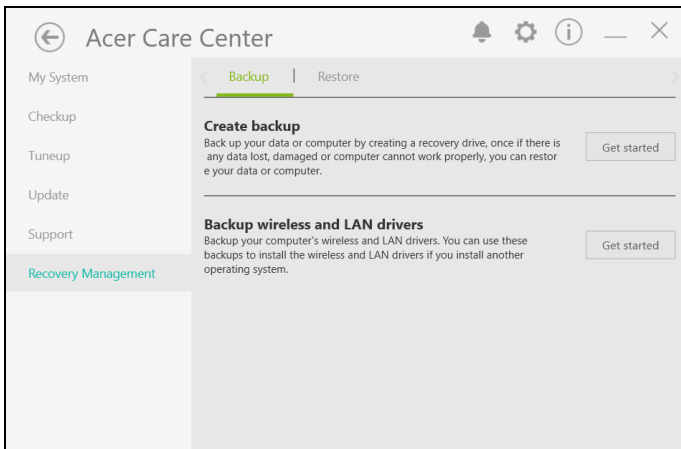 Acer Care Center
My System
Checkup
Tuneup
Update
Support
Recovery Management
Backup | Restore
Create backup
Back up your data or computer by creating a recovery drive, once if there is
any data lost, damaged or computer cannot work properly, you can restor
e your data or computer.
Get started
Backup wireless and LAN drivers
Backup your computer's wireless and LAN drivers. You can use these
backups to install the wireless and LAN drivers if you install another
operating system.
Get started